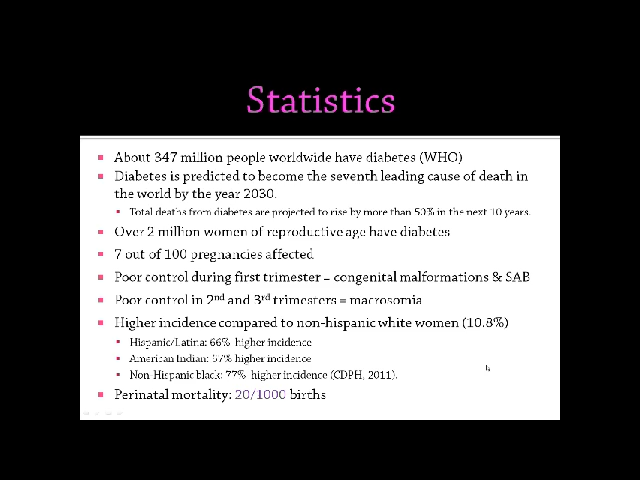 Statistics
About 347 million people worldwide have diabetes (WHO)
Diabetes is predicted to become the seventh leading cause of death in
the world by the year 2030.
Total deaths from diabetes are projected to rise by more than 50% in the next 10 years.
Over 2 million women of reproductive age have diabetes
7 out of 100 pregnancies affected
Poor control during first trimester = congenital malformations & SAB
Poor control in 2nd and 3rd trimesters = macrosomia
Higher incidence compared to non-hispanic white women (10.8%)
Hispanic/Latina: 66% higher incidence
American Indian: 67% higher incidence
Non-Hispanic black: 77% higher incidence (CDPH, 2011).
Perinatal mortality: 20/1000 births